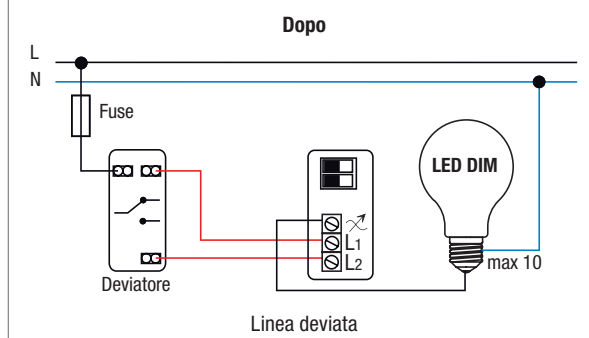 Dopo
L
N
Fuse
LED DIM
L1
L2
max 10
Deviatore
Linea deviata